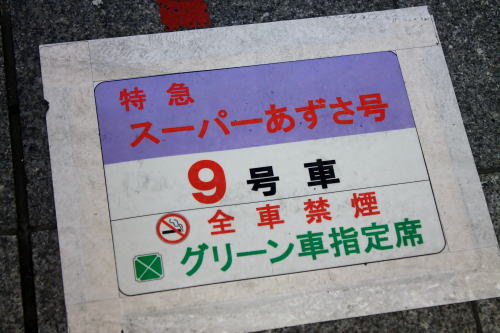 特急
スーパーあずさ号
9号車
全車禁煙
グリーン車指定席